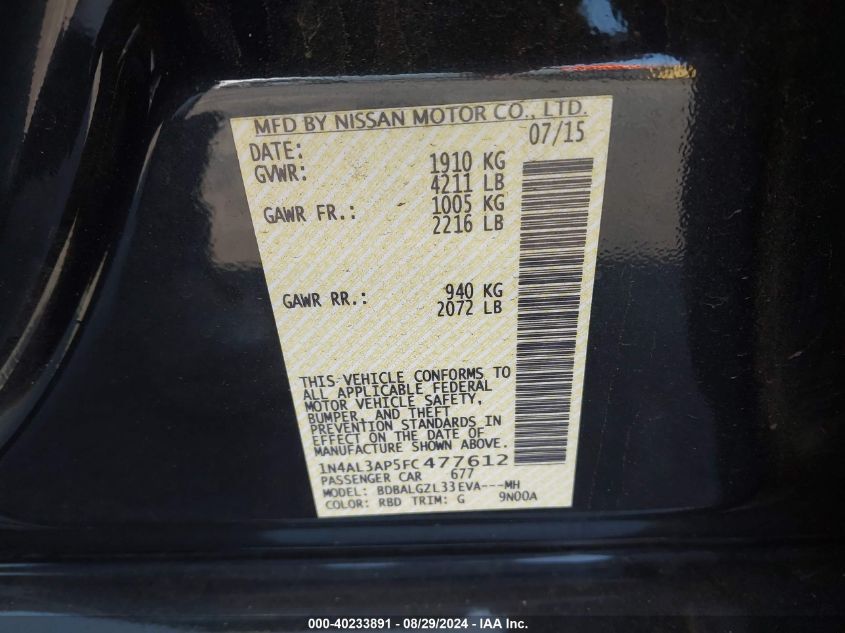 MFD BY NISSAN MOTOR CO., LTD.
DATE: 07/15
GVWR: 1910 KG
4211 LB
GAWR FR.: 1005 KG
2216 LB
GAWR RR.: 940 KG
2072 LB
THIS VEHICLE CONFORMS TO
ALL APPLICABLE FEDERAL
MOTOR VEHICLE SAFETY,
BUMPER, AND THEFT
PREVENTION STANDARDS IN
EFFECT ON THE DATE OF
MANUFACTURE SHOWN ABOVE.
1N4AL3AP5FC477612
PASSENGER CAR 677
MODEL: BDBALGZL33EVA---MH
COLOR: RBD TRIM: G 9N00A
000-40233891 - 08/29/2024 - IAA Inc.